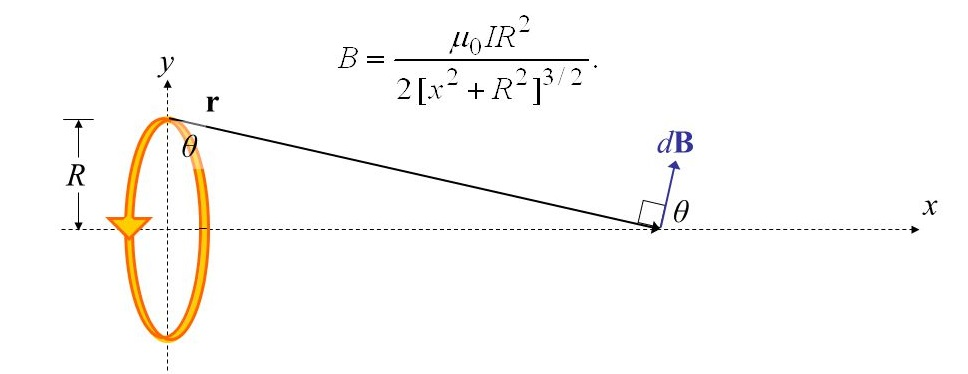 B = μ₀IR² / 2[x² + R²]^{3/2}.
y
r
θ
R
dB
θ
x